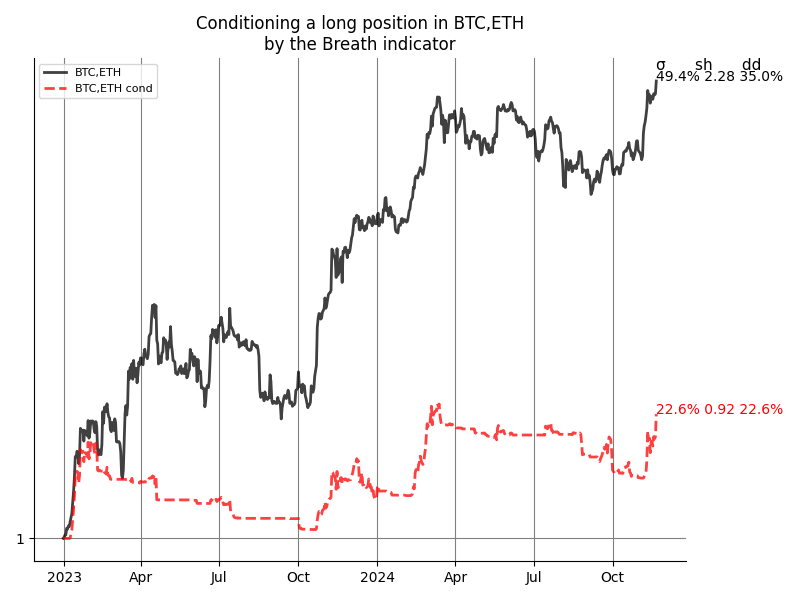 Conditioning a long position in BTC,ETH
by the Breath indicator
σ sh dd
49.4% 2.28 35.0%
BTC,ETH
BTC,ETH cond
22.6% 0.92 22.6%
1
2023 Apr Jul Oct 2024 Apr Jul Oct